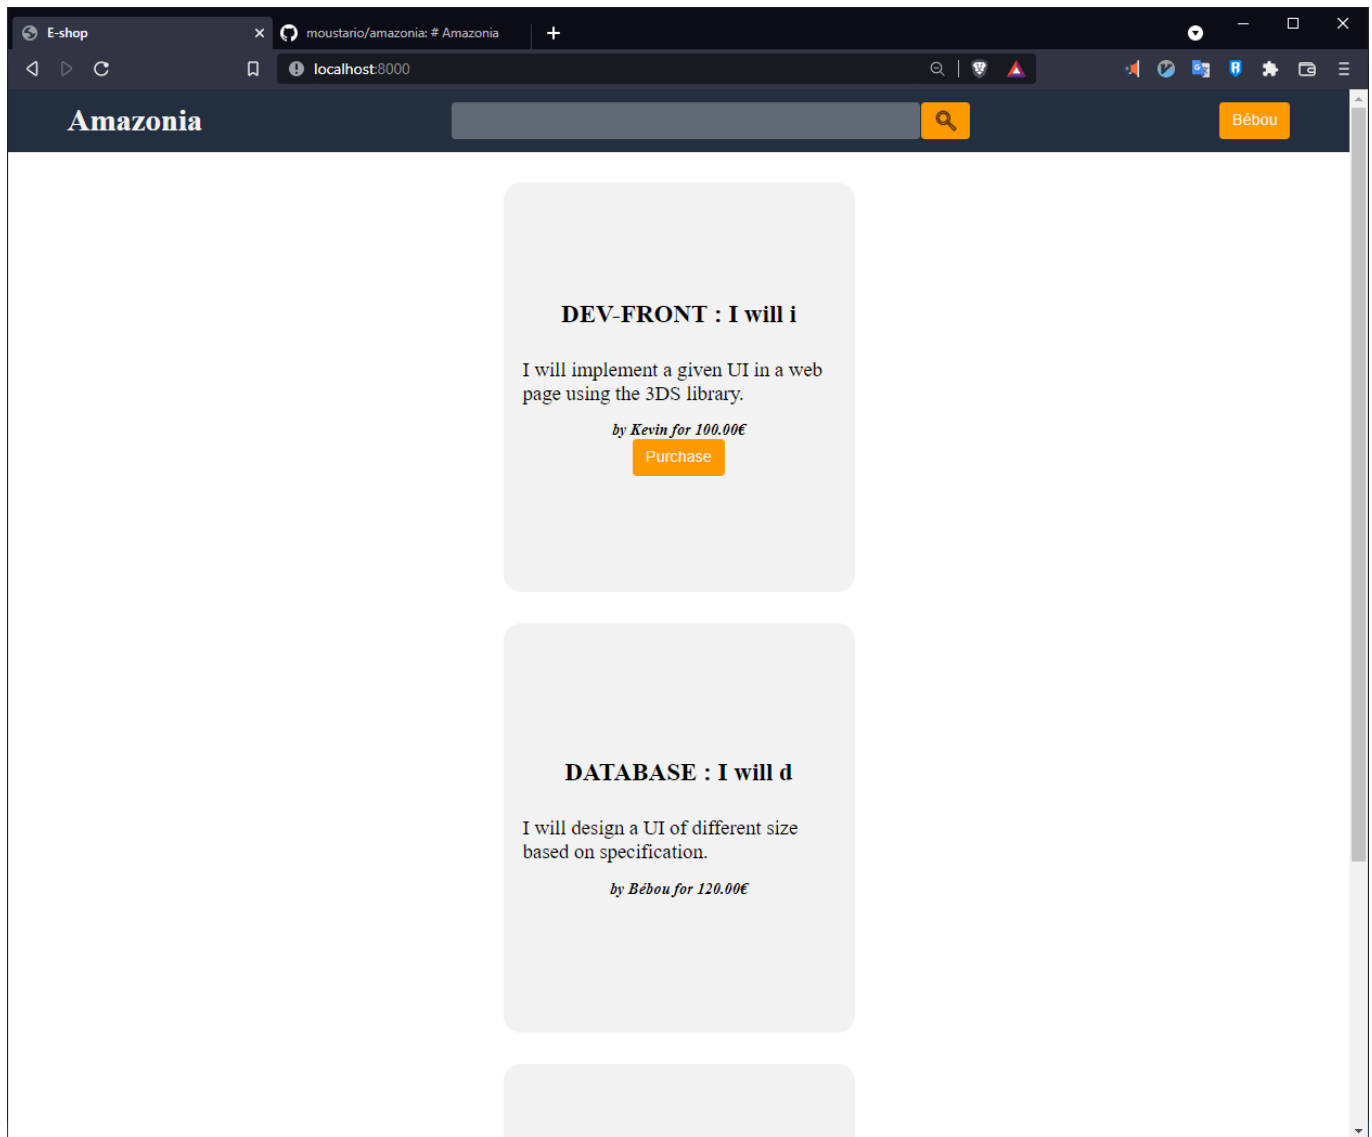 E-shop
moustario/amazonia: # Amazonia
localhost:8000
Amazonia
Bébou
DEV-FRONT : I will i
I will implement a given UI in a web
page using the 3DS library.
by Kevin for 100.00€
Purchase
DATABASE : I will d
I will design a UI of different size
based on specification.
by Bébou for 120.00€